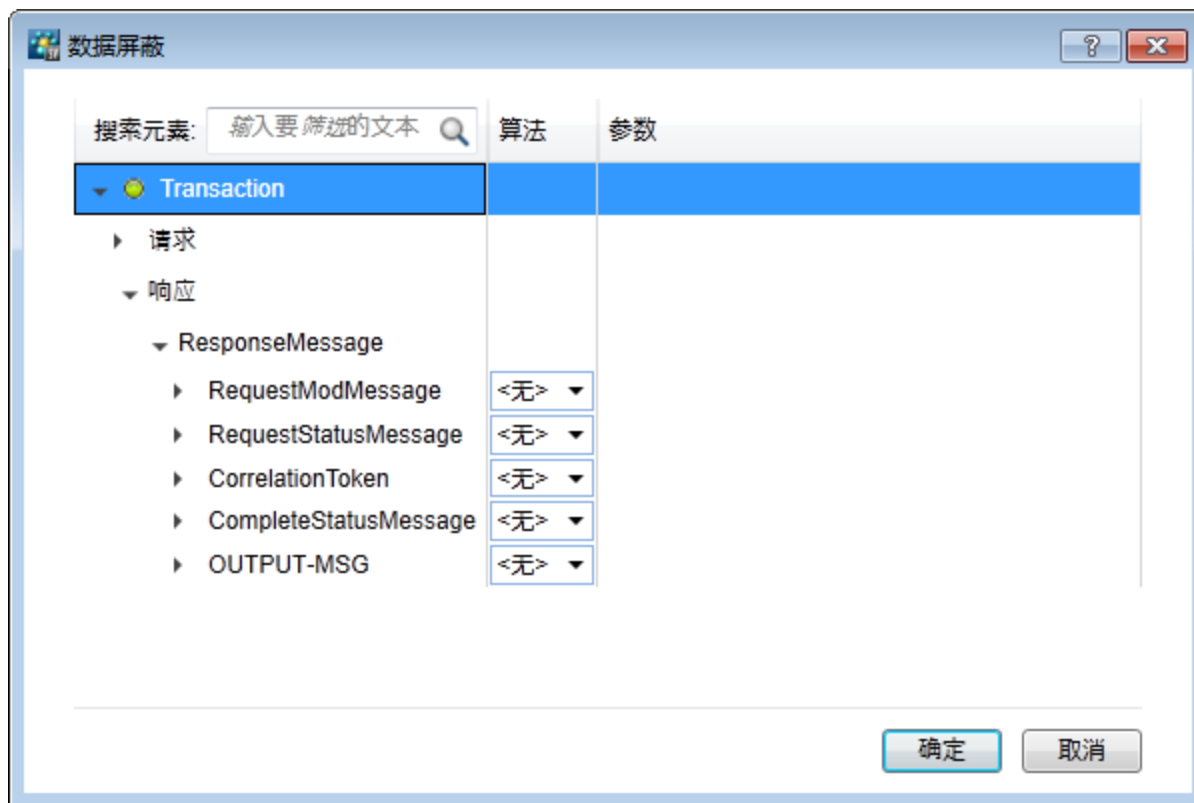 数据屏蔽
搜索元素: 输入要筛选的文本 算法 参数
Transaction
请求
响应
ResponseMessage
RequestModMessage <无>
RequestStatusMessage <无>
CorrelationToken <无>
CompleteStatusMessage <无>
OUTPUT-MSG <无>
确定 取消